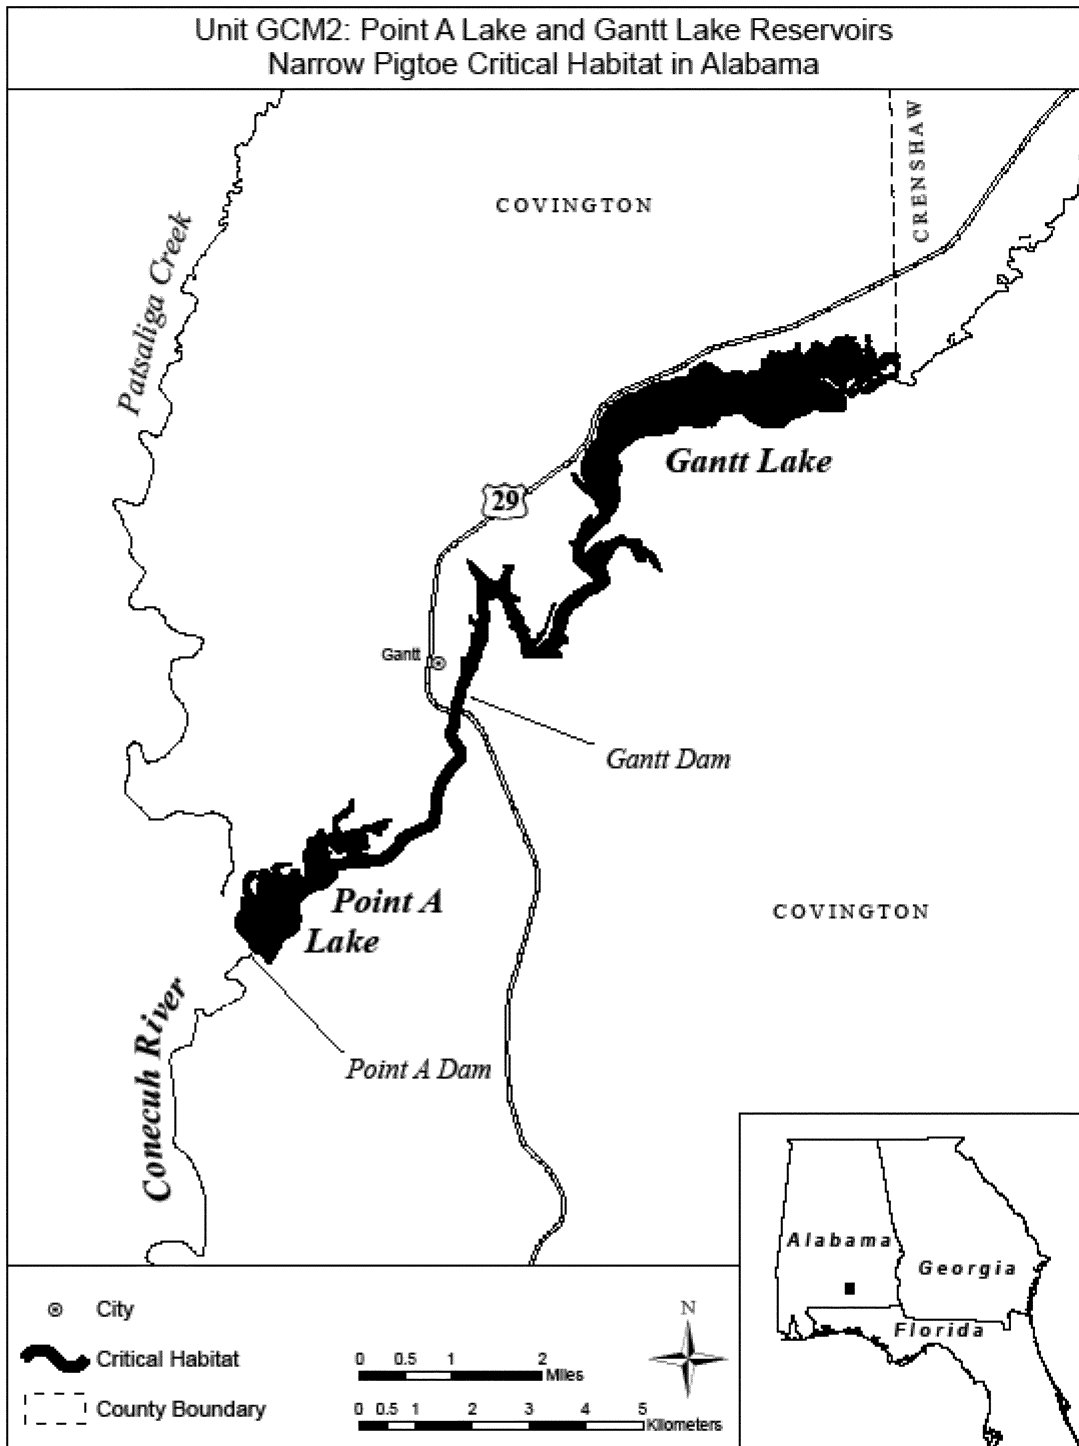 Unit GCM2: Point A Lake and Gantt Lake Reservoirs
Narrow Pigtoe Critical Habitat in Alabama
CRENSHAW
COVINGTON
Patsaliga Creek
Gantt Lake
29
Gantt
Gantt Dam
Point A
Lake
COVINGTON
Conecuh River
Point A Dam
Alabama
Georgia
Florida
City
Critical Habitat
County Boundary
0 0.5 1 2
Miles
0 0.5 1 2 3 4 5
Kilometers
N